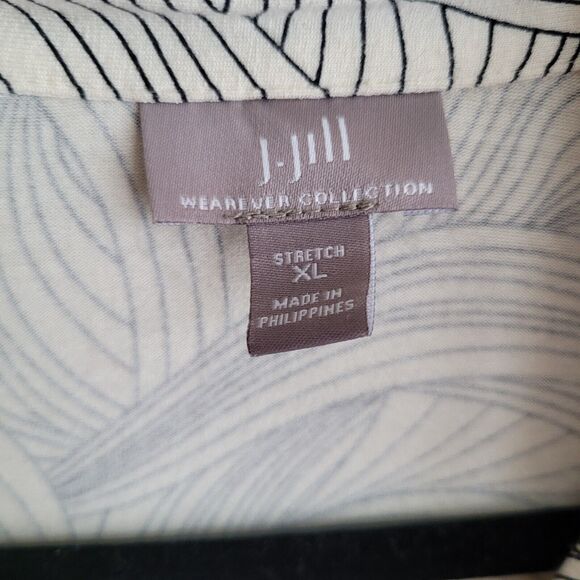 J.Jill
WEAREVER COLLECTION
STRETCH
XL
MADE IN
PHILIPPINES